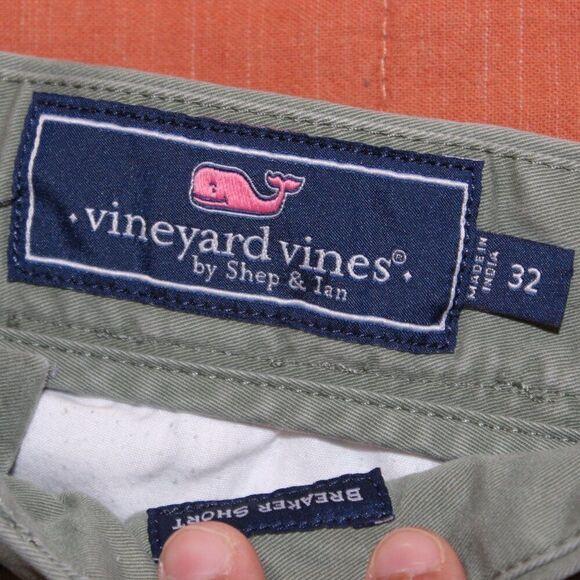 vineyard vines®
by Shep & Ian
MADE IN
INDIA
32
BREAKER SHORT